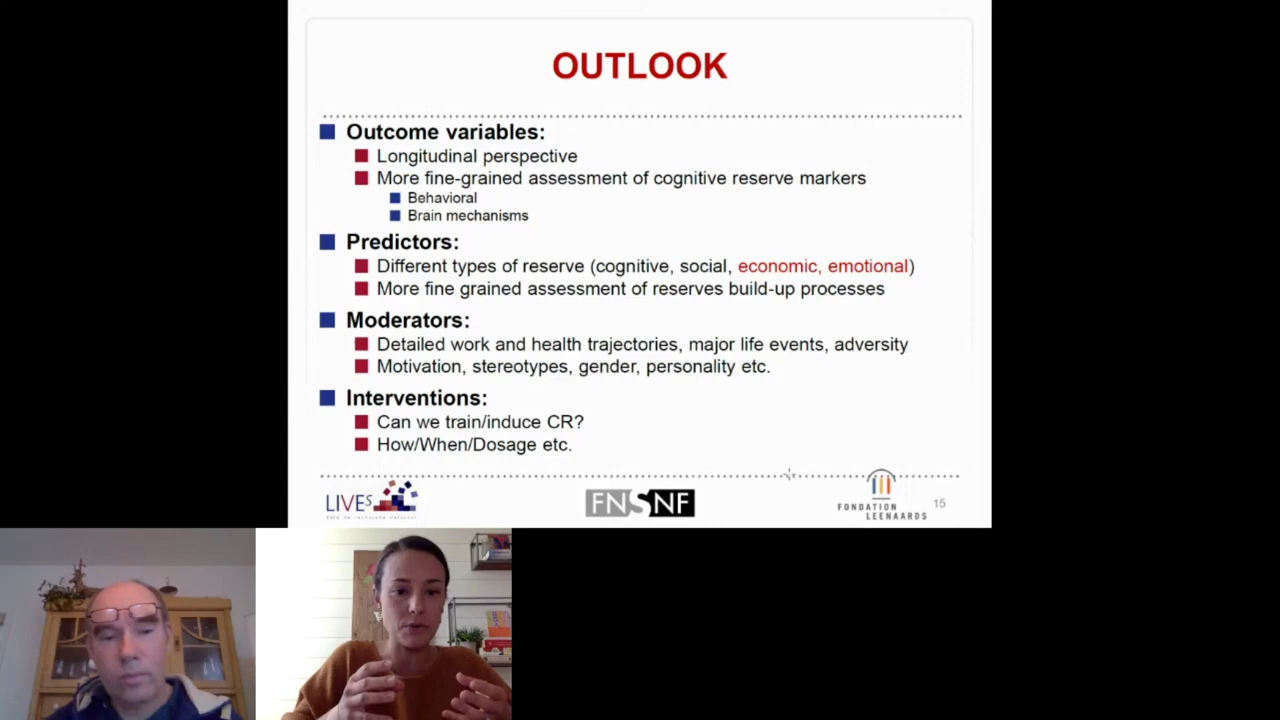 OUTLOOK
Outcome variables:
Longitudinal perspective
More fine-grained assessment of cognitive reserve markers
Behavioral
Brain mechanisms
Predictors:
Different types of reserve (cognitive, social, economic, emotional)
More fine grained assessment of reserves build-up processes
Moderators:
Detailed work and health trajectories, major life events, adversity
Motivation, stereotypes, gender, personality etc.
Interventions:
Can we train/induce CR?
How/When/Dosage etc.
LIVES
FNSNF
FONDATION
LEENAARDS
15